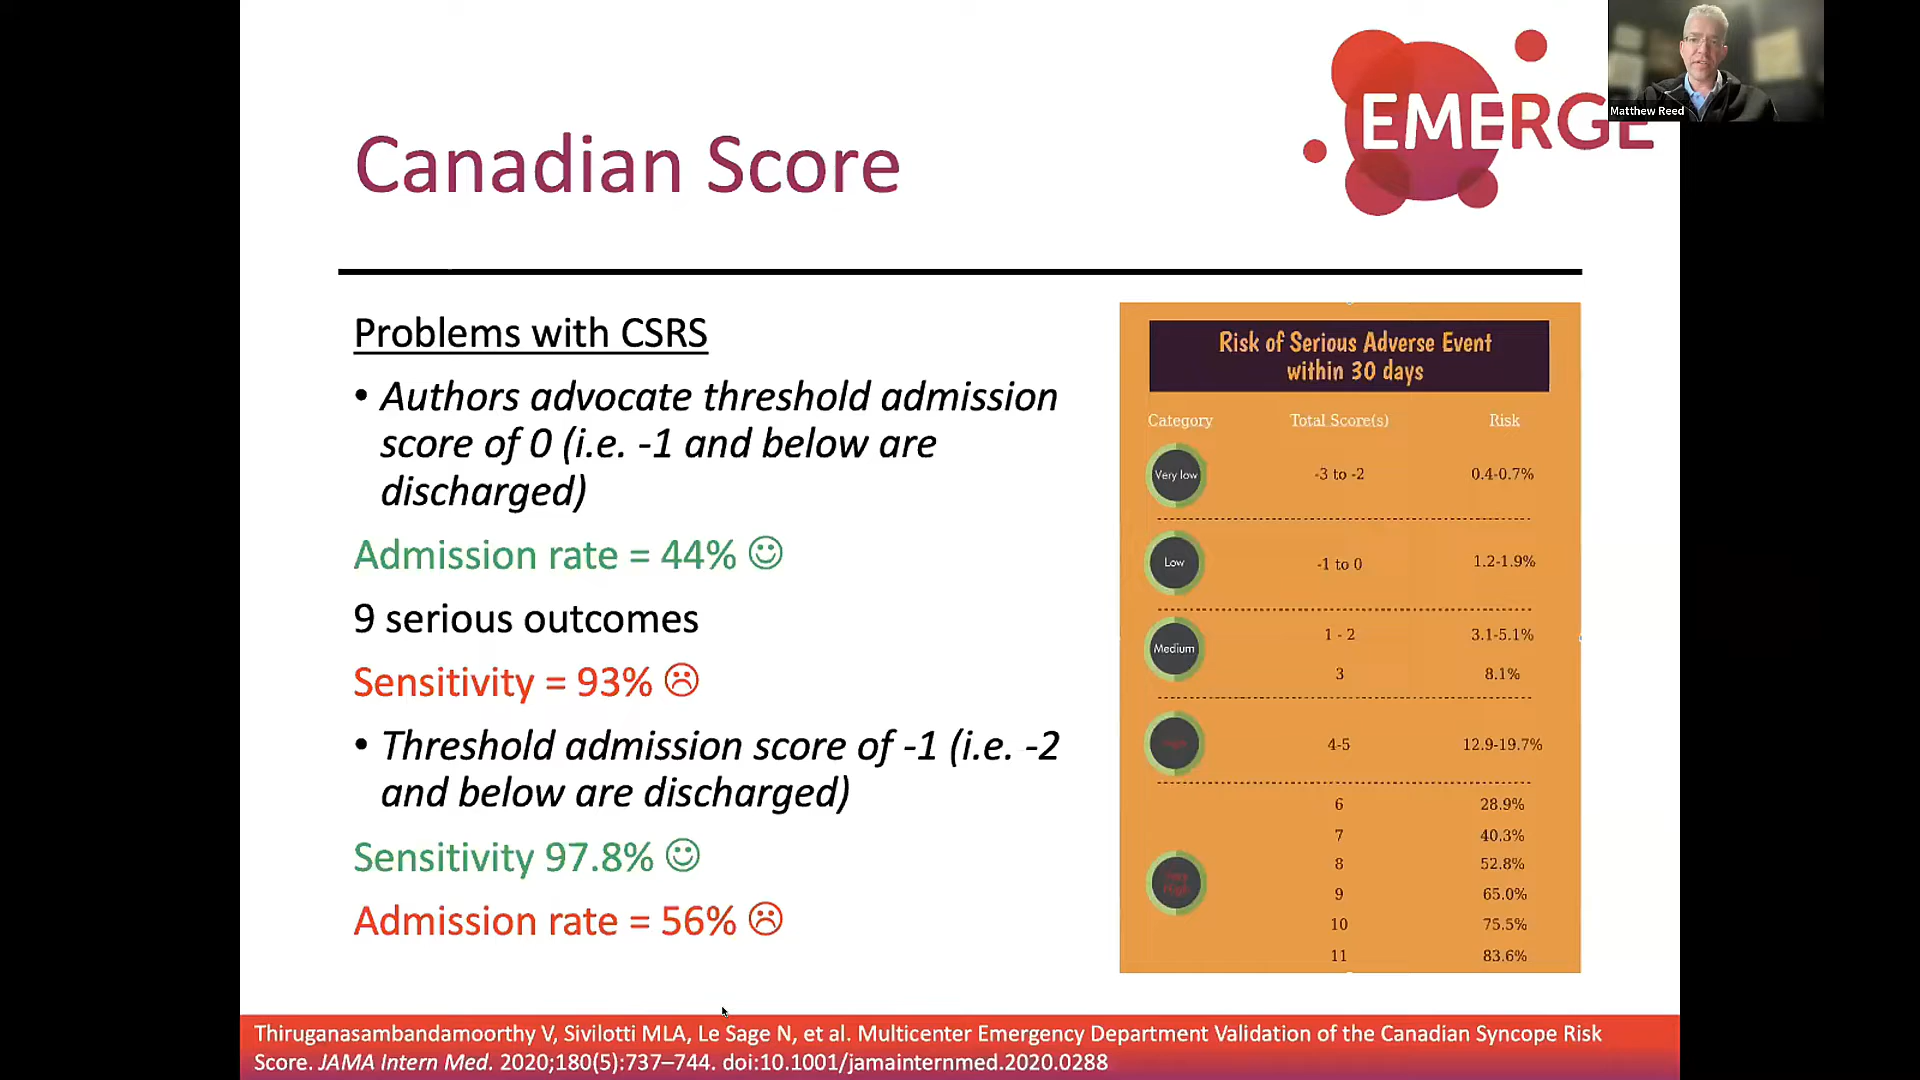 Matthew Reed
EMERGE
Canadian Score
Problems with CSRS
• Authors advocate threshold admission
score of 0 (i.e. -1 and below are
discharged)
Admission rate = 44% ☺
9 serious outcomes
Sensitivity = 93% ☹
• Threshold admission score of -1 (i.e. -2
and below are discharged)
Sensitivity 97.8% ☺
Admission rate = 56% ☹
Risk of Serious Adverse Event
within 30 days
Category Total Score(s) Risk
Very low -3 to -2 0.4-0.7%
Low -1 to 0 1.2-1.9%
Medium 1 - 2 3.1-5.1%
3 8.1%
High 4-5 12.9-19.7%
6 28.9%
7 40.3%
Very High 8 52.8%
9 65.0%
10 75.5%
11 83.6%
Thiruganasambandamoorthy V, Sivilotti MLA, Le Sage N, et al. Multicenter Emergency Department Validation of the Canadian Syncope Risk
Score. JAMA Intern Med. 2020;180(5):737–744. doi:10.1001/jamainternmed.2020.0288